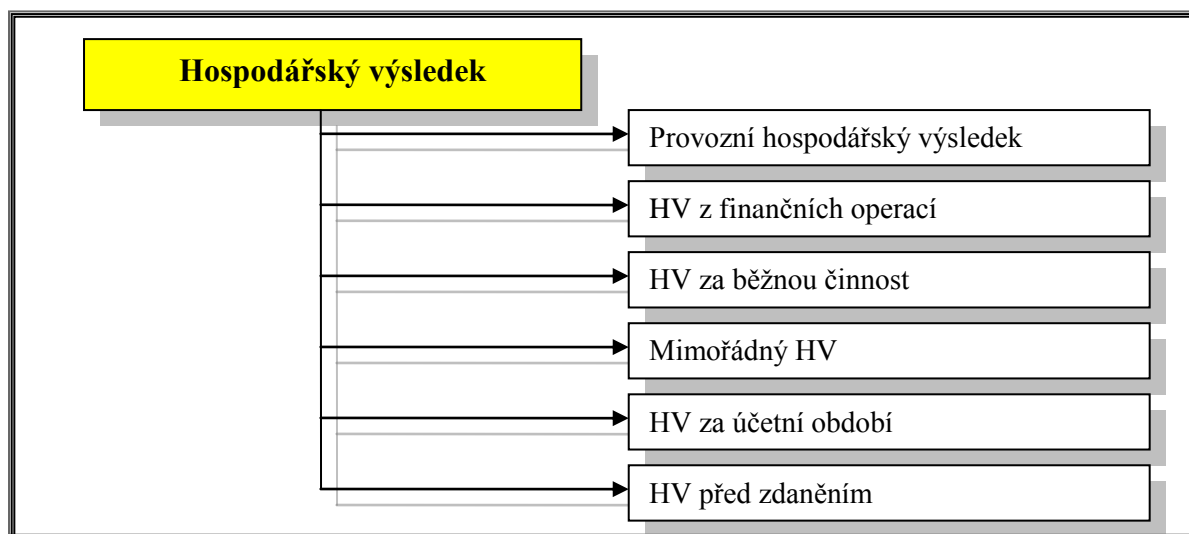 Hospodářský výsledek
Provozní hospodářský výsledek
HV z finančních operací
HV za běžnou činnost
Mimořádný HV
HV za účetní období
HV před zdaněním